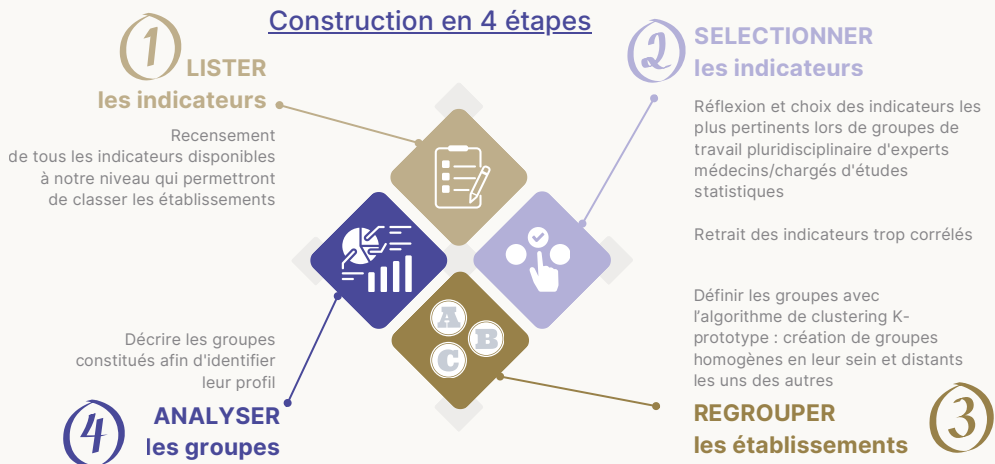 Construction en 4 étapes
1
LISTER
les indicateurs
Recensement
de tous les indicateurs disponibles
à notre niveau qui permettront
de classer les établissements
2
SELECTIONNER
les indicateurs
Réflexion et choix des indicateurs les
plus pertinents lors de groupes de
travail pluridisciplinaire d'experts
médecins/chargés d'études
statistiques
Retrait des indicateurs trop corrélés
A
B
C
Définir les groupes avec
l'algorithme de clustering K-
prototype : création de groupes
homogènes en leur sein et distants
les uns des autres
REGROUPER
les établissements
3
Décrire les groupes
constitués afin d'identifier
leur profil
4
ANALYSER
les groupes